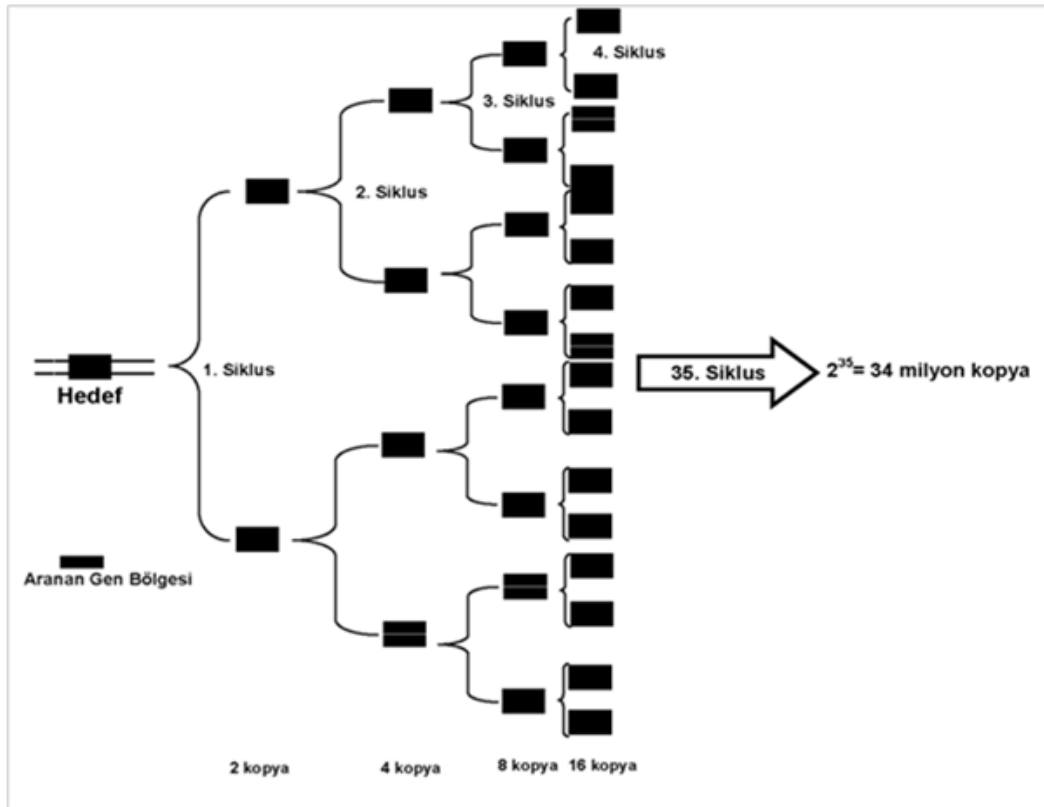 4. Siklus
3. Siklus
2. Siklus
1. Siklus
Hedef
35. Siklus
2³⁵= 34 milyon kopya
Aranan Gen Bölgesi
2 kopya
4 kopya
8 kopya
16 kopya